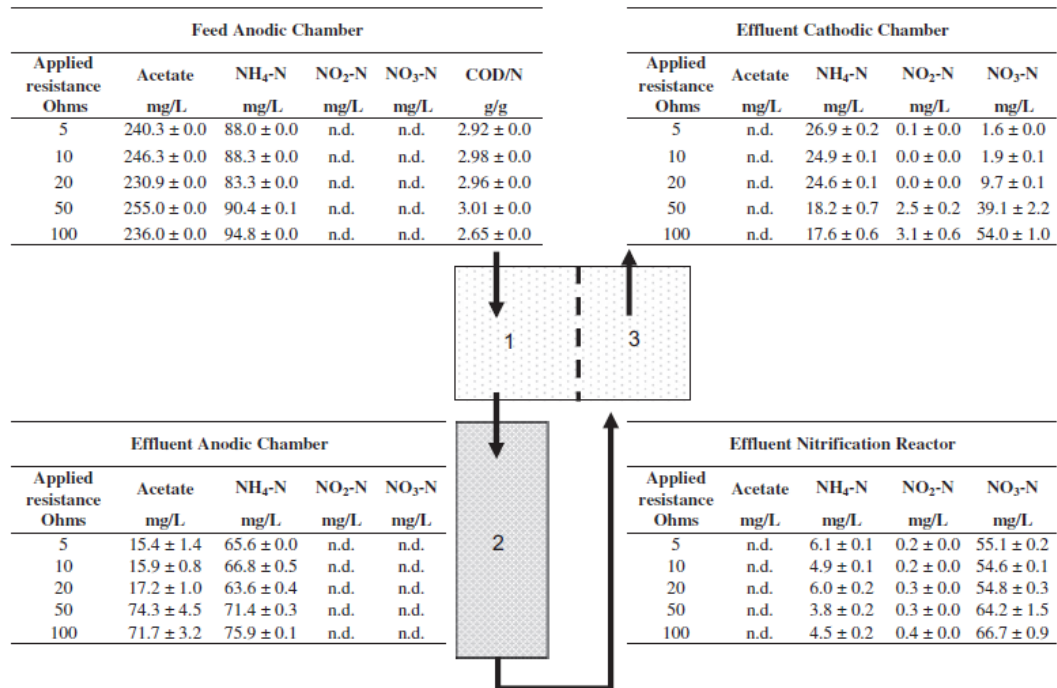 Feed Anodic Chamber
Applied resistance Ohms Acetate mg/L NH₄-N mg/L NO₂-N mg/L NO₃-N mg/L COD/N g/g
5 240.3 ± 0.0 88.0 ± 0.0 n.d. n.d. 2.92 ± 0.0
10 246.3 ± 0.0 88.3 ± 0.0 n.d. n.d. 2.98 ± 0.0
20 230.9 ± 0.0 83.3 ± 0.0 n.d. n.d. 2.96 ± 0.0
50 255.0 ± 0.0 90.4 ± 0.1 n.d. n.d. 3.01 ± 0.0
100 236.0 ± 0.0 94.8 ± 0.0 n.d. n.d. 2.65 ± 0.0
Effluent Cathodic Chamber
Applied resistance Ohms Acetate mg/L NH₄-N mg/L NO₂-N mg/L NO₃-N mg/L
5 n.d. 26.9 ± 0.2 0.1 ± 0.0 1.6 ± 0.0
10 n.d. 24.9 ± 0.1 0.0 ± 0.0 1.9 ± 0.1
20 n.d. 24.6 ± 0.1 0.0 ± 0.0 9.7 ± 0.1
50 n.d. 18.2 ± 0.7 2.5 ± 0.2 39.1 ± 2.2
100 n.d. 17.6 ± 0.6 3.1 ± 0.6 54.0 ± 1.0
1
3
Effluent Anodic Chamber
Applied resistance Ohms Acetate mg/L NH₄-N mg/L NO₂-N mg/L NO₃-N mg/L
5 15.4 ± 1.4 65.6 ± 0.0 n.d. n.d.
10 15.9 ± 0.8 66.8 ± 0.5 n.d. n.d.
20 17.2 ± 1.0 63.6 ± 0.4 n.d. n.d.
50 74.3 ± 4.5 71.4 ± 0.3 n.d. n.d.
100 71.7 ± 3.2 75.9 ± 0.1 n.d. n.d.
2
Effluent Nitrification Reactor
Applied resistance Ohms Acetate mg/L NH₄-N mg/L NO₂-N mg/L NO₃-N mg/L
5 n.d. 6.1 ± 0.1 0.2 ± 0.0 55.1 ± 0.2
10 n.d. 4.9 ± 0.1 0.2 ± 0.0 54.6 ± 0.1
20 n.d. 6.0 ± 0.2 0.3 ± 0.0 54.8 ± 0.3
50 n.d. 3.8 ± 0.2 0.3 ± 0.0 64.2 ± 1.5
100 n.d. 4.5 ± 0.2 0.4 ± 0.0 66.7 ± 0.9